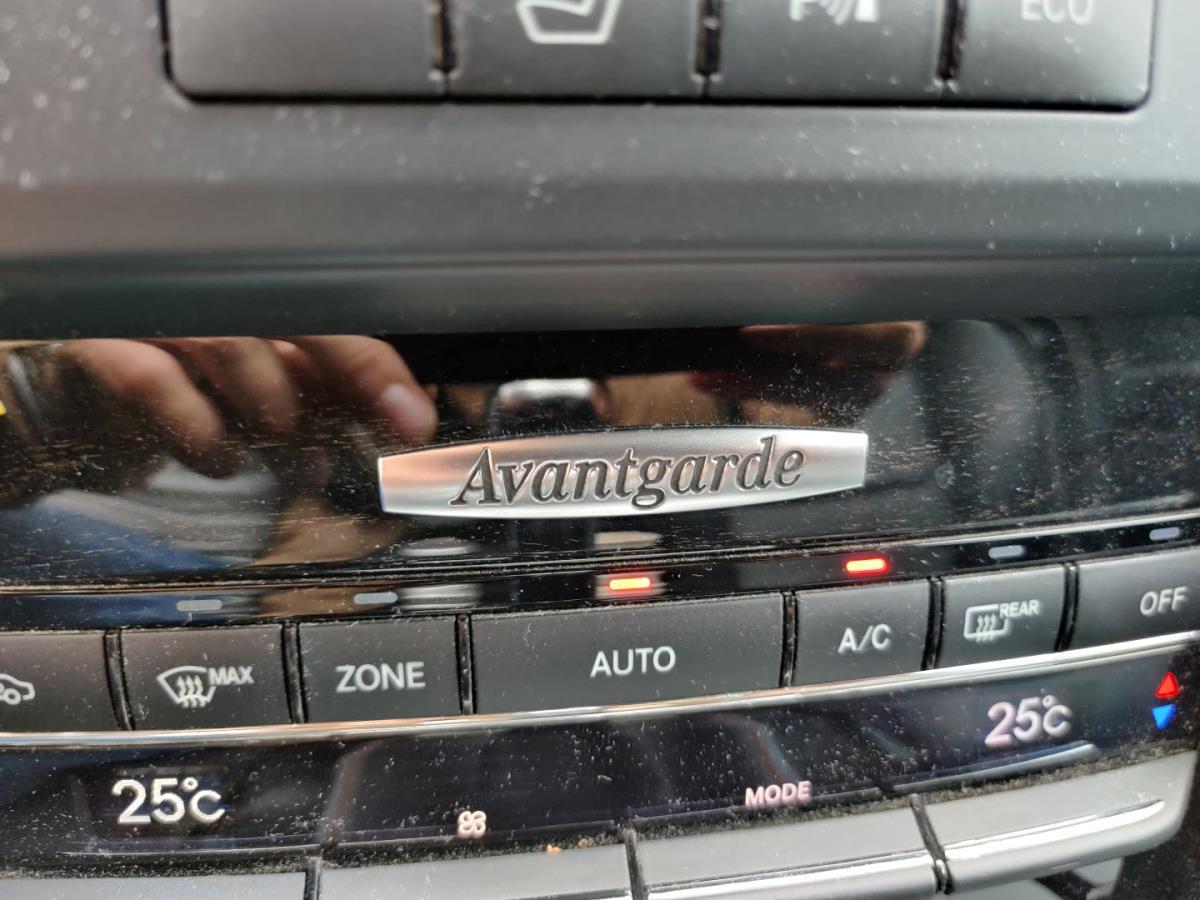 ECO
Avantgarde
MAX
ZONE
AUTO
A/C
REAR
OFF
25°C
MODE
25°C